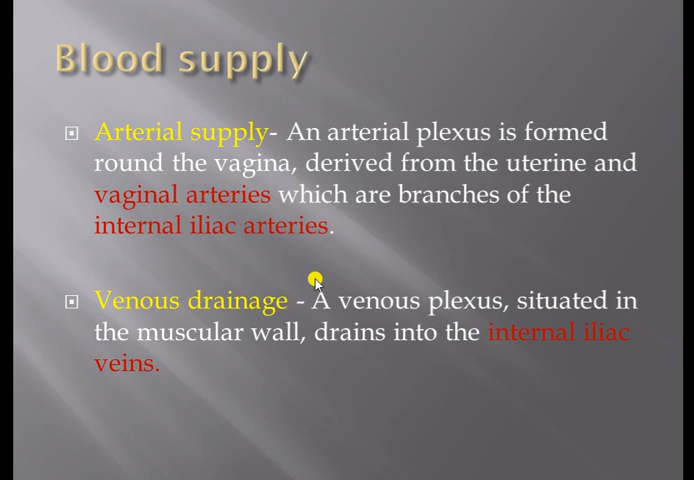 Blood supply
Arterial supply- An arterial plexus is formed
round the vagina, derived from the uterine and
vaginal arteries which are branches of the
internal iliac arteries.
Venous drainage - A venous plexus, situated in
the muscular wall, drains into the internal iliac
veins.